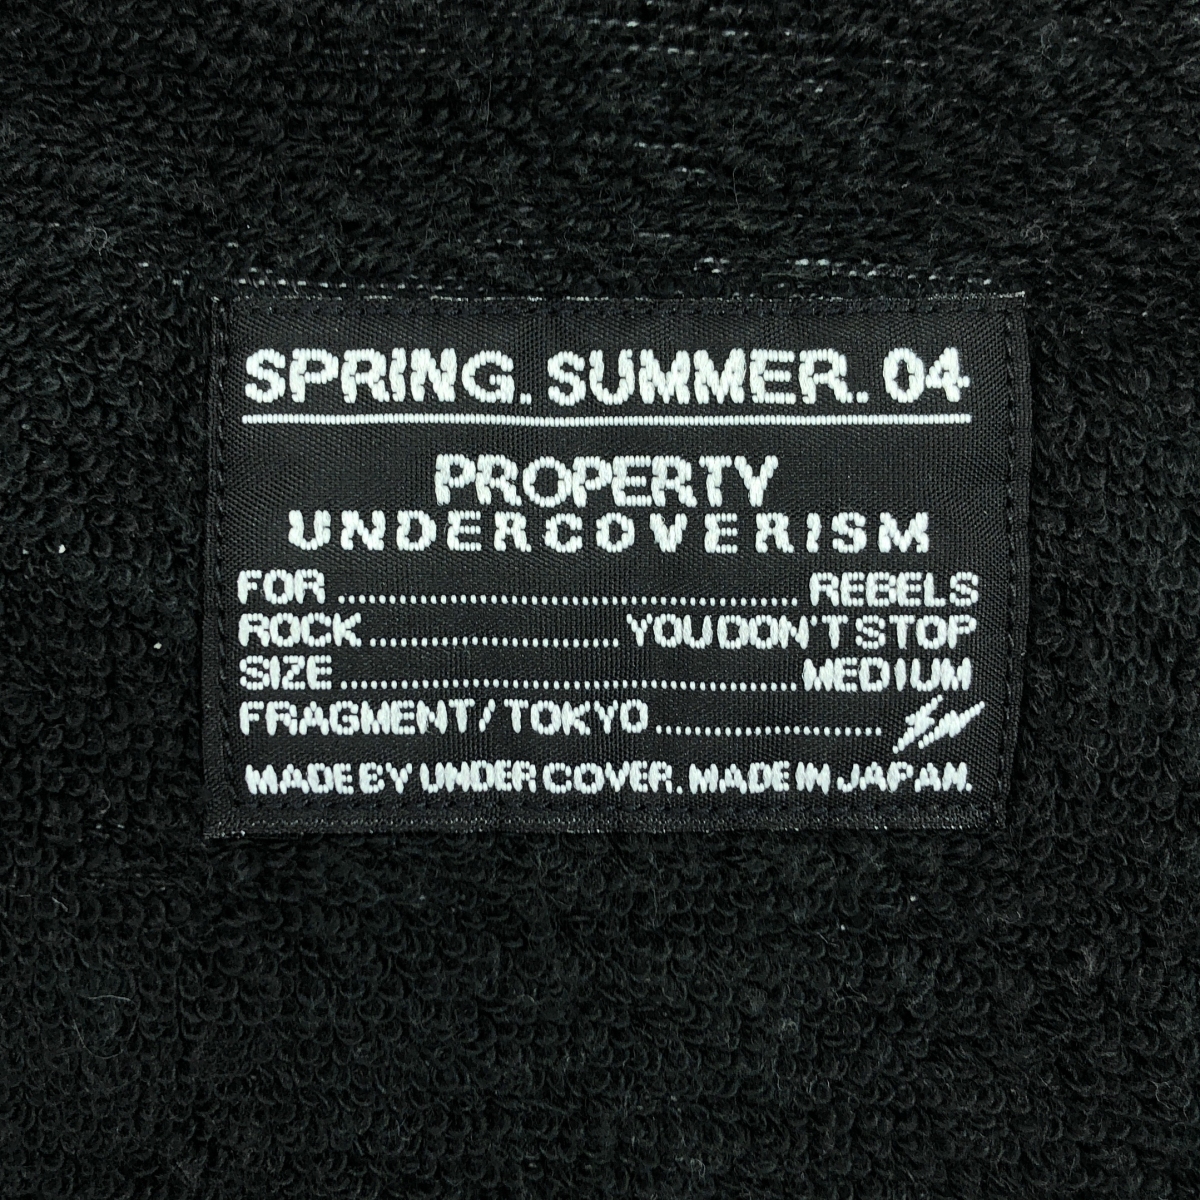 SPRING. SUMMER. 04
PROPERTY
UNDERCOVERISM
FOR ........................................ REBELS
ROCK ........................ YOU DON'T STOP
SIZE ........................................ MEDIUM
FRAGMENT/TOKYO ....................
MADE BY UNDER COVER. MADE IN JAPAN.